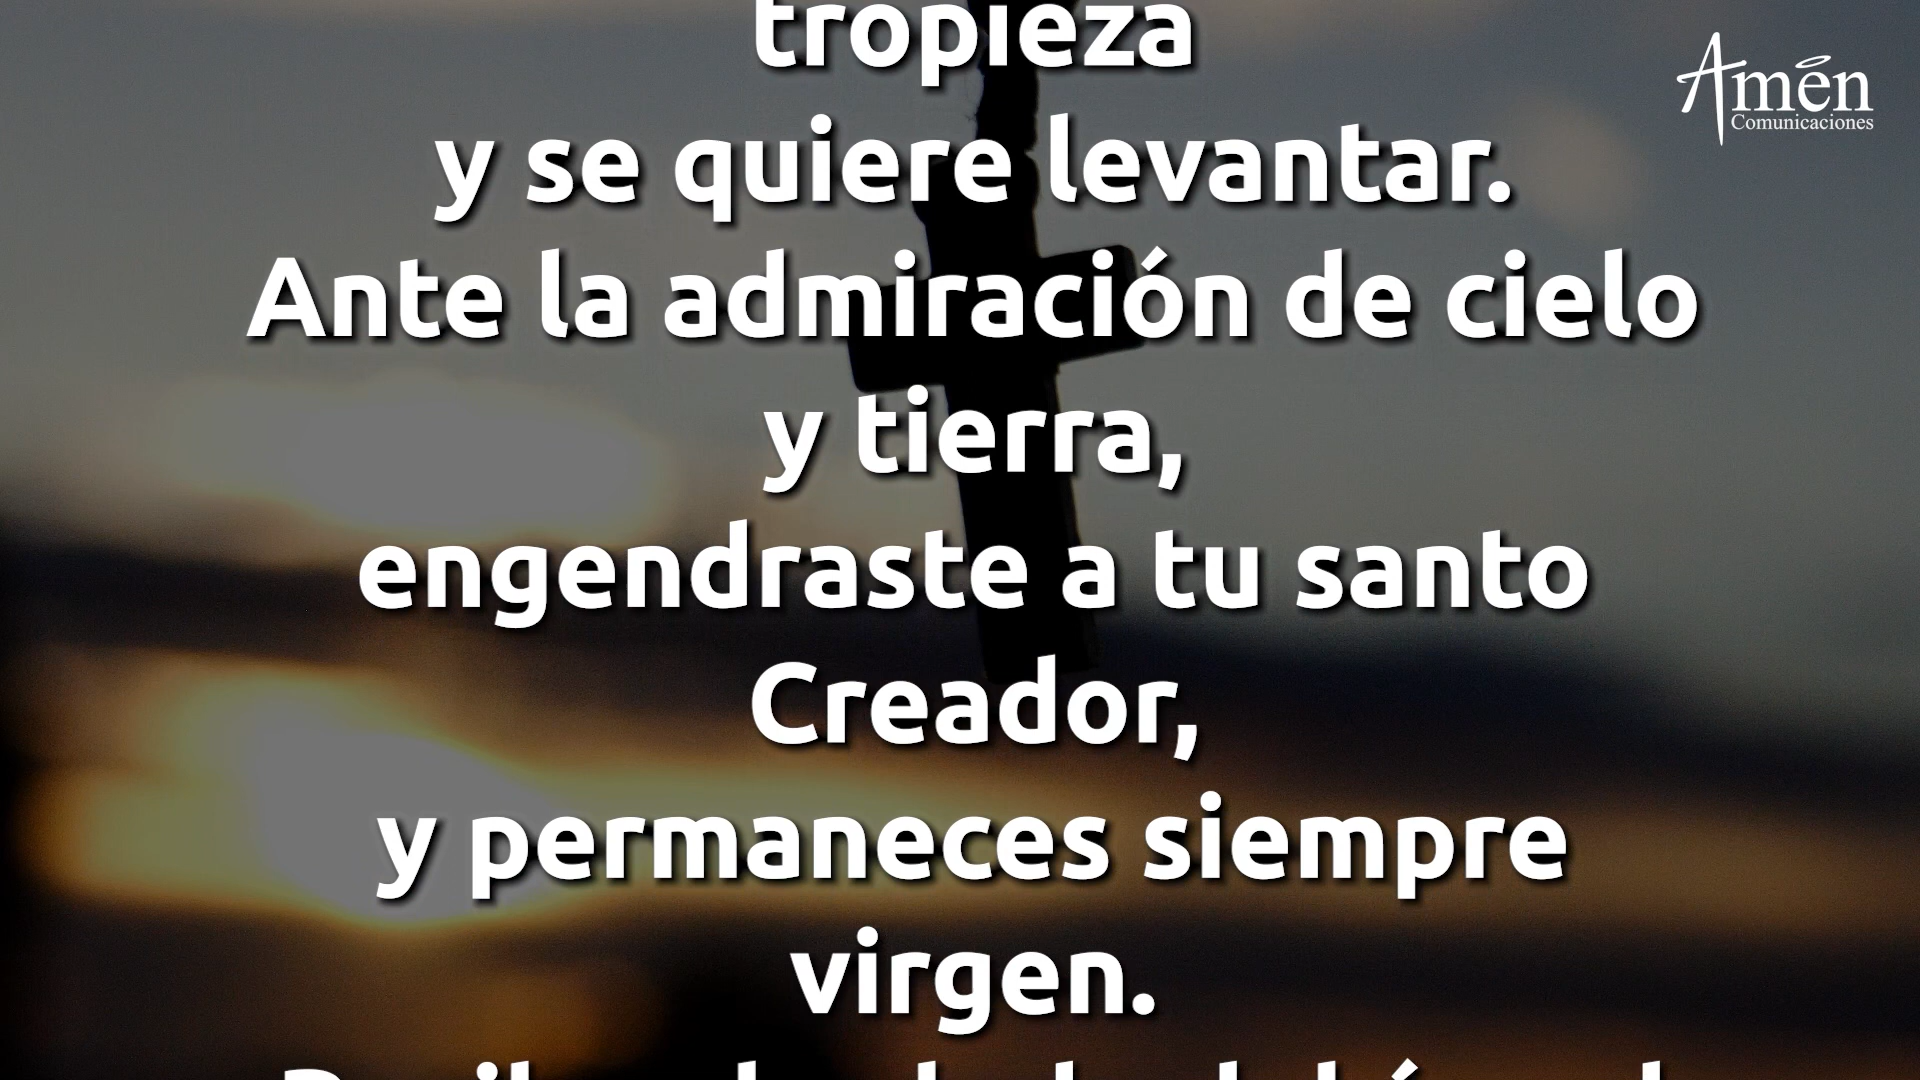 tropieza
y se quiere levantar.
Ante la admiración de cielo
y tierra,
engendraste a tu santo
Creador,
y permaneces siempre
virgen.
Amén
Comunicaciones